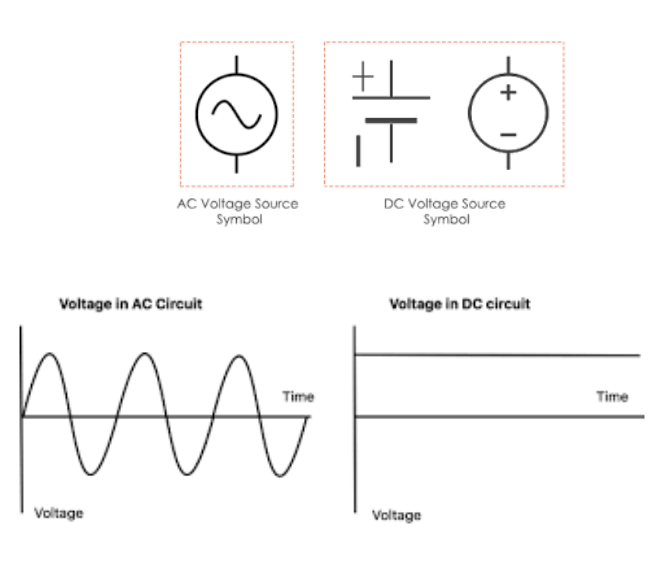 +
+
−
AC Voltage Source
Symbol
DC Voltage Source
Symbol
Voltage in AC Circuit
Voltage in DC circuit
Time
Time
Voltage
Voltage